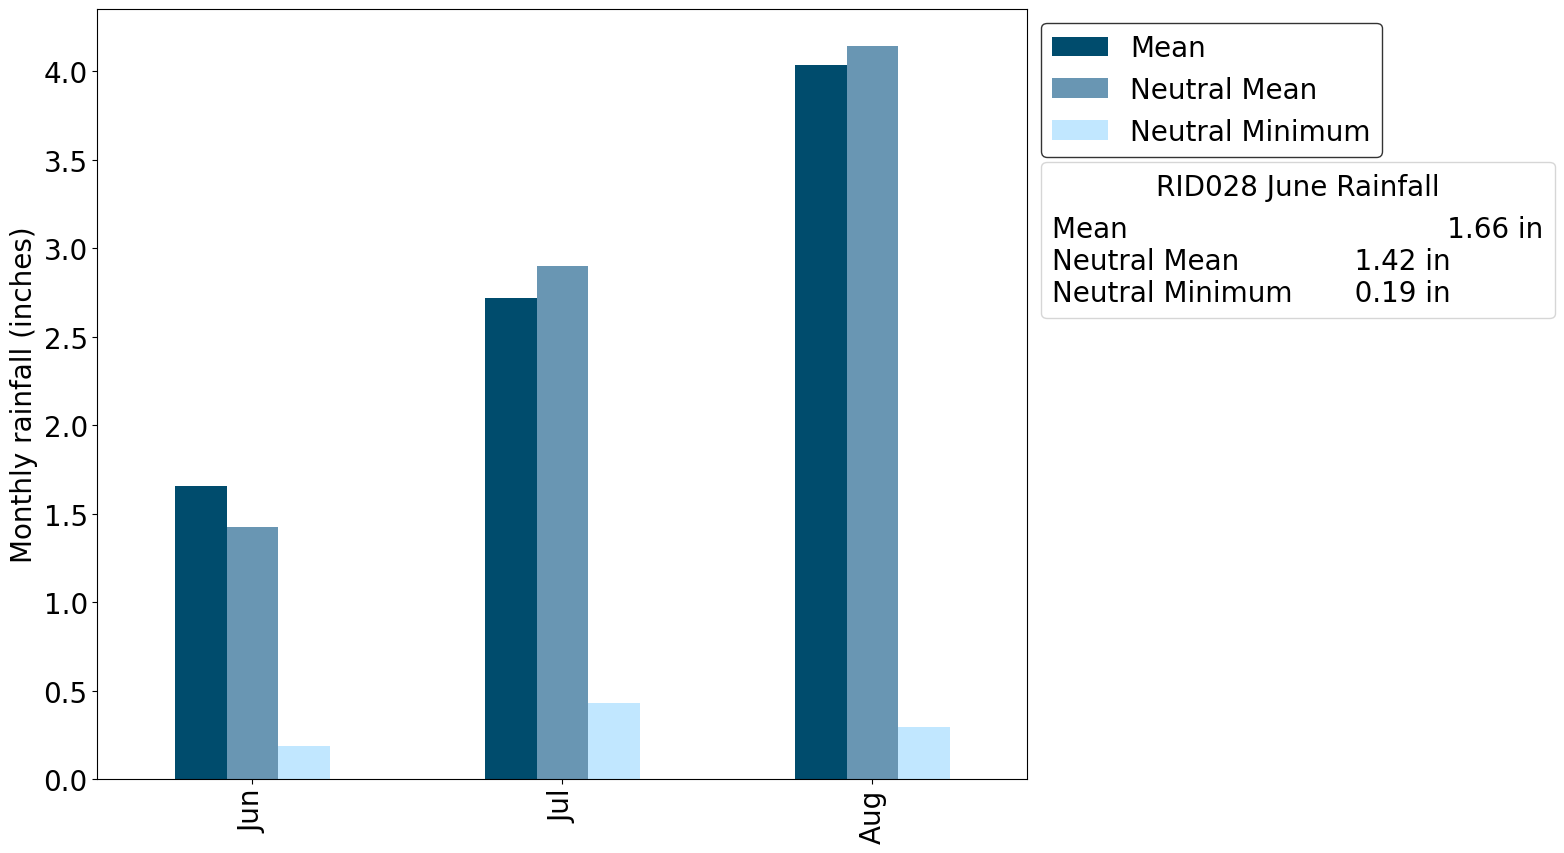 Monthly rainfall (inches)
4.0
3.5
3.0
2.5
2.0
1.5
1.0
0.5
0.0
Jun
Jul
Aug
Mean
Neutral Mean
Neutral Minimum
RID028 June Rainfall
Mean 1.66 in
Neutral Mean 1.42 in
Neutral Minimum 0.19 in